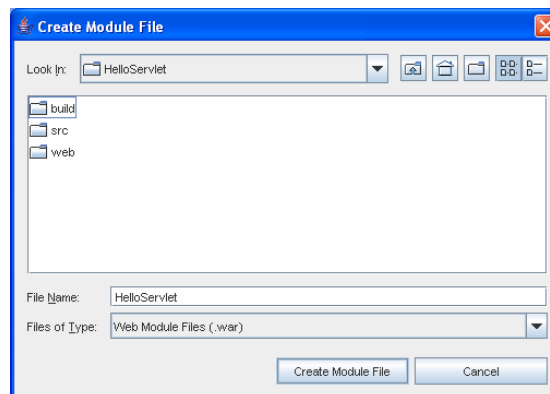 Create Module File
Look In: HelloServlet
build
src
web
File Name: HelloServlet
Files of Type: Web Module Files (.war)
Create Module File Cancel